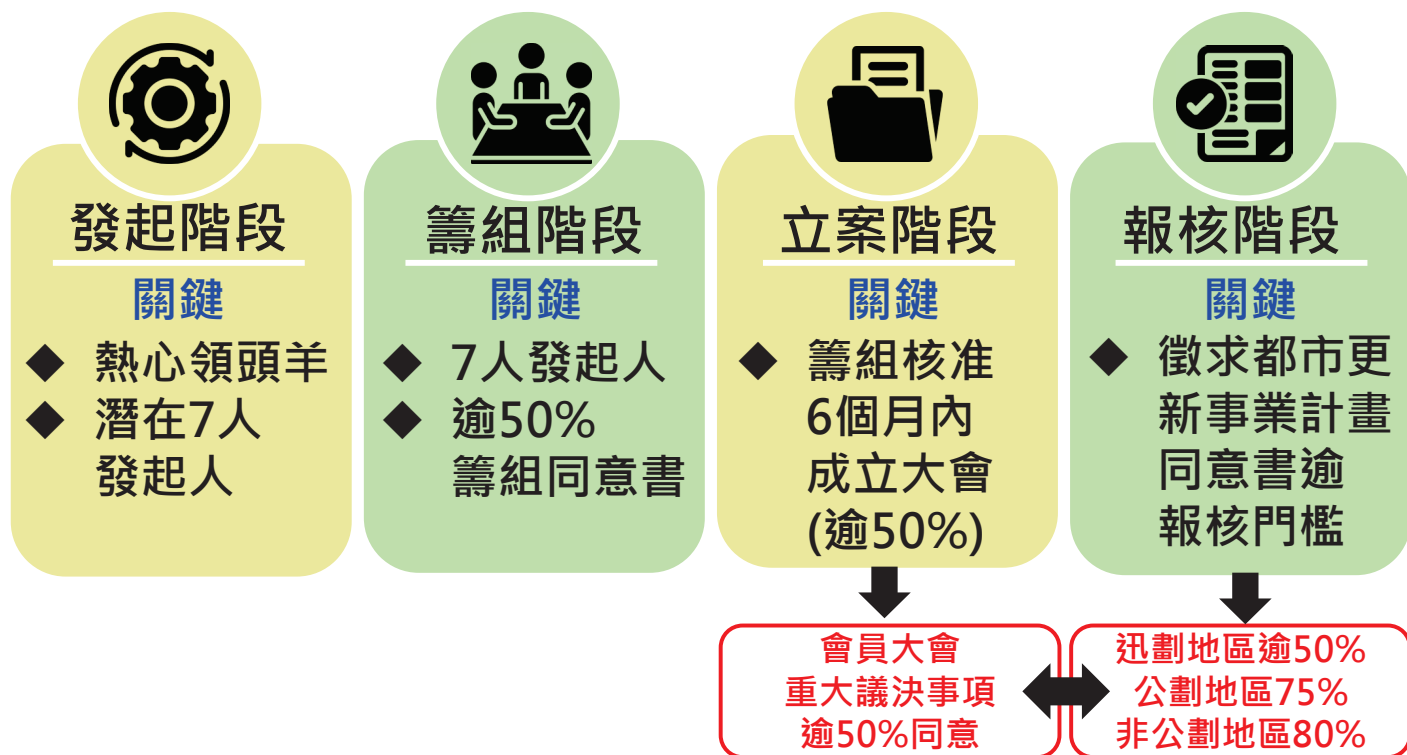 發起階段
關鍵
◆ 熱心領頭羊
◆ 潛在7人
發起人
籌組階段
關鍵
◆ 7人發起人
◆ 逾50%
籌組同意書
立案階段
關鍵
◆ 籌組核准
6個月內
成立大會
(逾50%)
報核階段
關鍵
◆ 徵求都市更
新事業計畫
同意書逾
報核門檻
會員大會
重大議決事項
逾50%同意
迅劃地區逾50%
公劃地區75%
非公劃地區80%